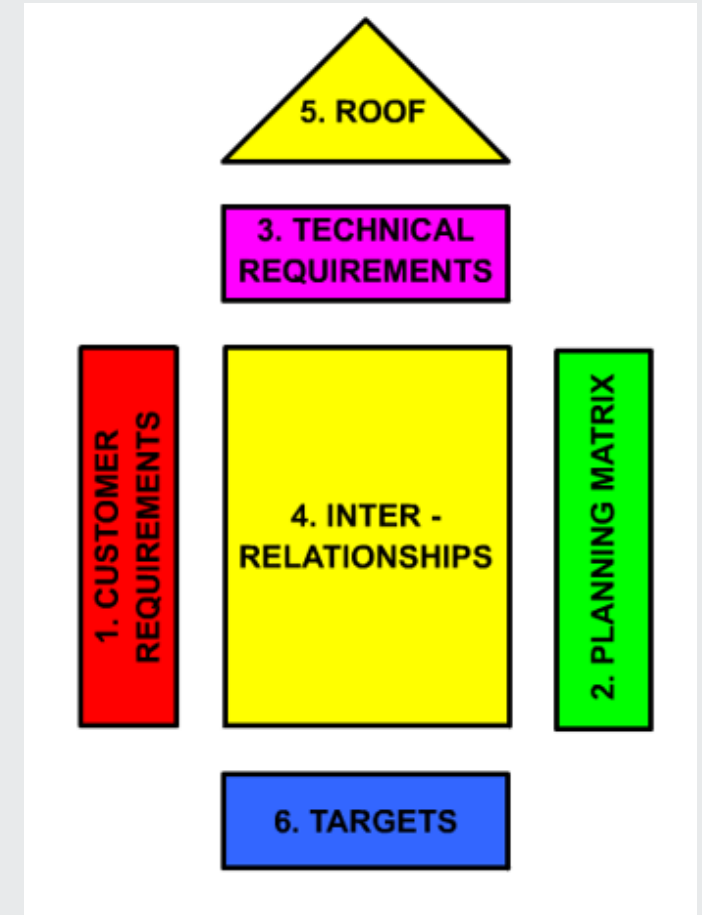 5. ROOF
3. TECHNICAL
REQUIREMENTS
1. CUSTOMER
REQUIREMENTS
4. INTER -
RELATIONSHIPS
2. PLANNING MATRIX
6. TARGETS